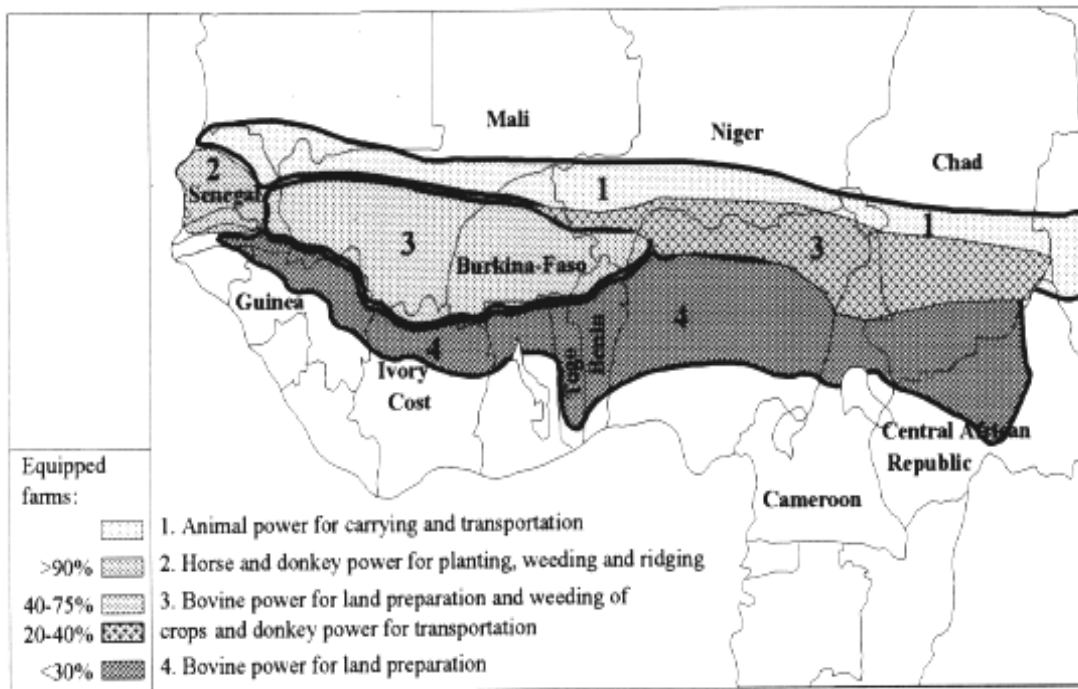 Mali
Niger
Chad
1
1
2
Senegal
3
3
Burkina-Faso
Guinea
4
4
Togo
Benin
Ivory
Cost
Central African
Republic
Cameroon
Equipped
farms:
1. Animal power for carrying and transportation
>90% 2. Horse and donkey power for planting, weeding and ridging
40-75% 3. Bovine power for land preparation and weeding of
20-40% crops and donkey power for transportation
<30% 4. Bovine power for land preparation